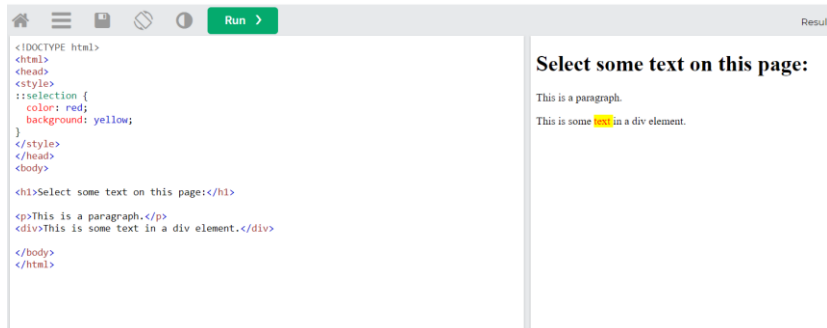 Run ❯
Resul
<!DOCTYPE html>
<html>
<head>
<style>
::selection {
  color: red;
  background: yellow;
}
</style>
</head>
<body>
<h1>Select some text on this page:</h1>
<p>This is a paragraph.</p>
<div>This is some text in a div element.</div>
</body>
</html>
Select some text on this page:
This is a paragraph.
This is some text in a div element.